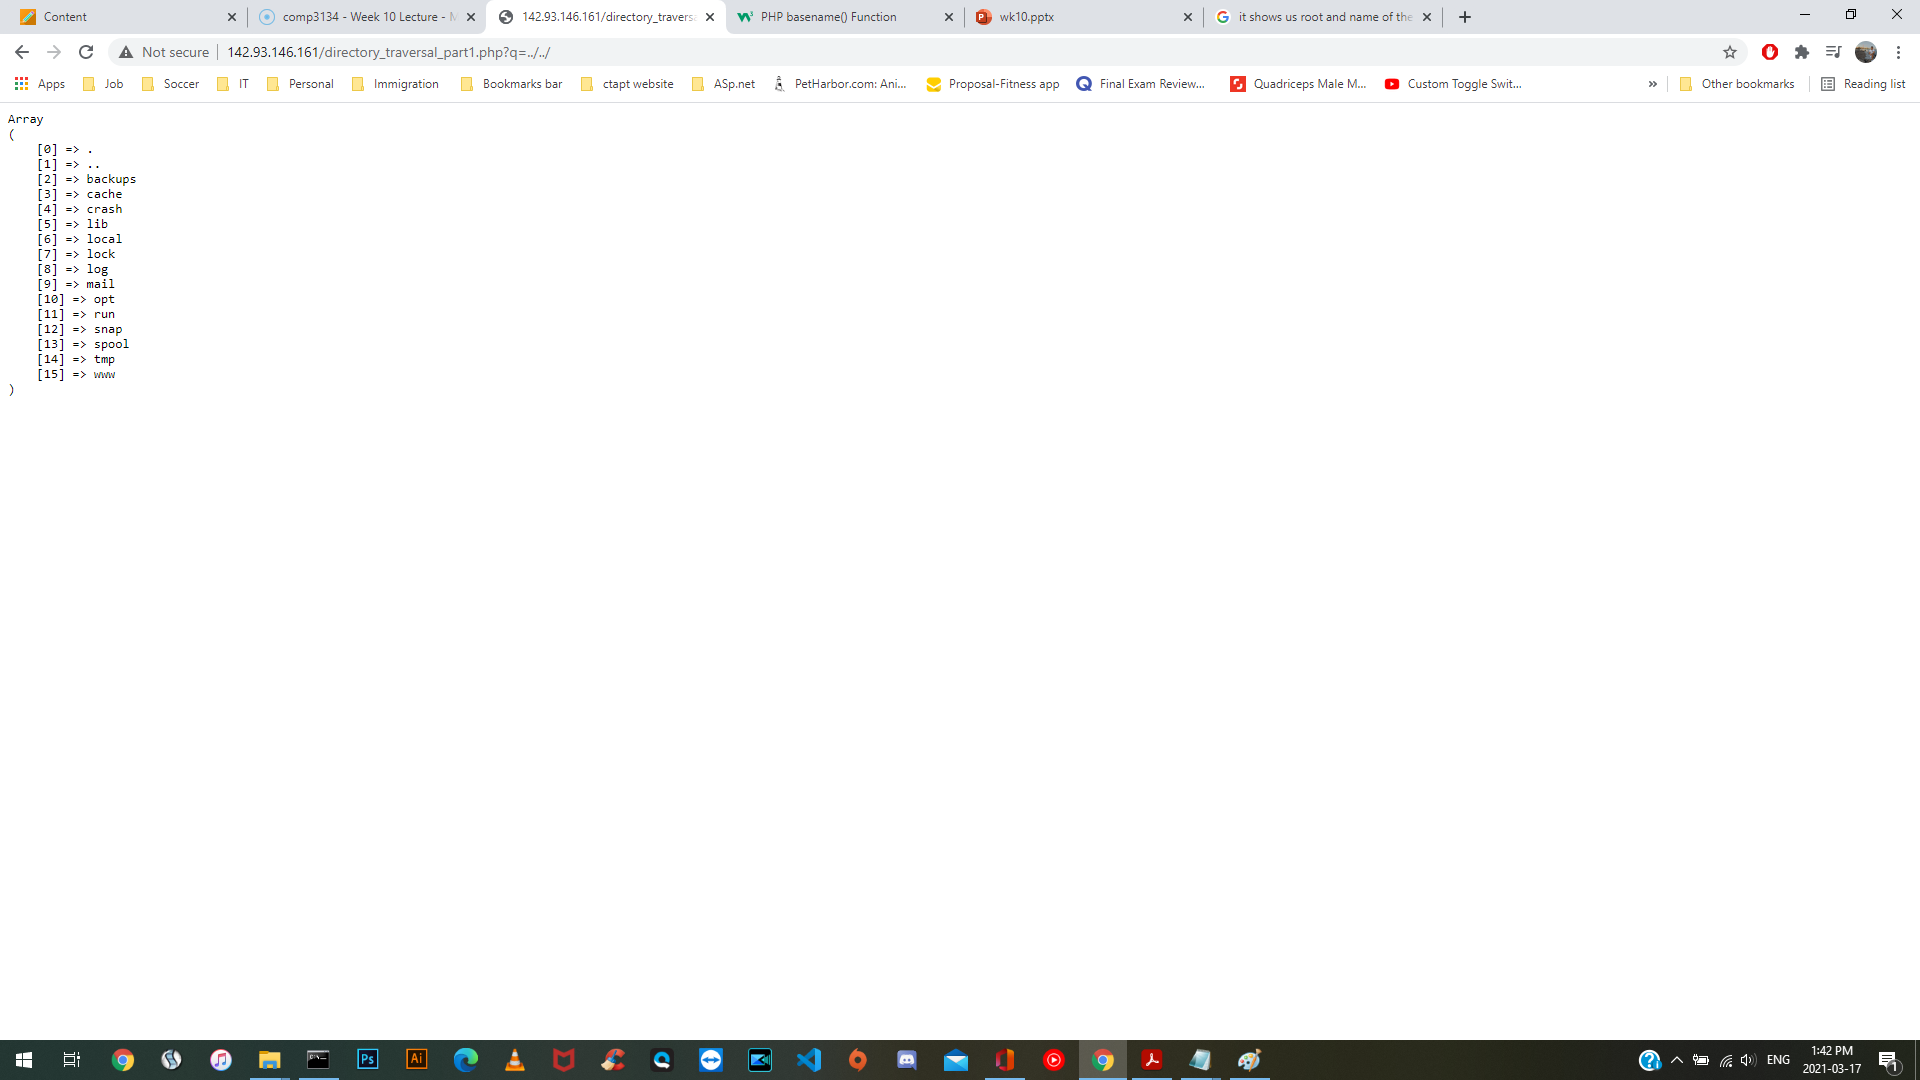 Content
comp3134 - Week 10 Lecture - M
142.93.146.161/directory_travers
PHP basename() Function
wk10.pptx
it shows us root and name of the
Not secure
142.93.146.161/directory_traversal_part1.php?q=../../
Apps
Job
Soccer
IT
Personal
Immigration
Bookmarks bar
ctapt website
ASp.net
PetHarbor.com: Ani...
Proposal-Fitness app
Final Exam Review...
Quadriceps Male M...
Custom Toggle Swit...
»
Other bookmarks
Reading list
Array
(
    [0] => .
    [1] => ..
    [2] => backups
    [3] => cache
    [4] => crash
    [5] => lib
    [6] => local
    [7] => lock
    [8] => log
    [9] => mail
    [10] => opt
    [11] => run
    [12] => snap
    [13] => spool
    [14] => tmp
    [15] => www
)
Ps
Ai
ENG
1:42 PM
2021-03-17
1